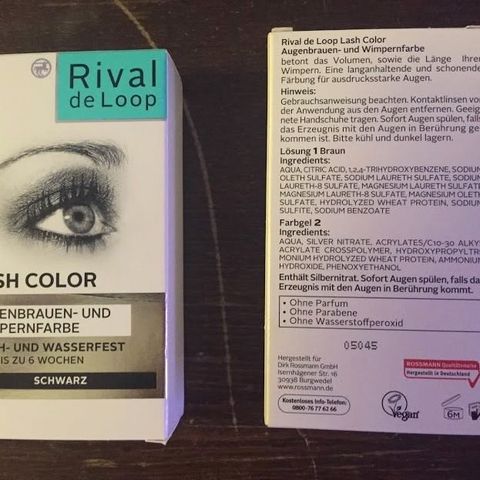 Rival
de Loop
SH COLOR
ENBRAUEN- UND
PERNFARBE
H- UND WASSERFEST
IS ZU 6 WOCHEN
SCHWARZ
Rival de Loop Lash Color
Augenbrauen- und Wimpernfarbe
betont das Volumen, sowie die Länge Ihrer
Wimpern. Eine langanhaltende und schonende
Färbung für ausdrucksstarke Augen.
Hinweis:
Gebrauchsanweisung beachten. Kontaktlinsen vor
der Anwendung aus den Augen entfernen. Geeig-
nete Handschuhe tragen. Sofort Augen spülen, falls
das Erzeugnis mit den Augen in Berührung ge-
kommen ist. Bitte kühl und dunkel lagern.
Lösung 1 Braun
Ingredients:
AQUA, CITRIC ACID, 1,2,4-TRIHYDROXYBENZENE, SODIUM
OLETH SULFATE, SODIUM LAURETH SULFATE, SODIUM
LAURETH-8 SULFATE, MAGNESIUM LAURETH SULFATE,
MAGNESIUM LAURETH-8 SULFATE, MAGNESIUM OLETH
SULFATE, HYDROLYZED WHEAT PROTEIN, SODIUM
SULFITE, SODIUM BENZOATE
Farbgel 2
Ingredients:
AQUA, SILVER NITRATE, ACRYLATES/C10-30 ALKYL
ACRYLATE CROSSPOLYMER, HYDROXYPROPYLTRI-
MONIUM HYDROLYZED WHEAT PROTEIN, AMMONIUM
HYDROXIDE, PHENOXYETHANOL
Enthält Silbernitrat. Sofort Augen spülen, falls das
Erzeugnis mit den Augen in Berührung kommt.
• Ohne Parfum
• Ohne Parabene
• Ohne Wasserstoffperoxid
05045
Hergestellt für
Dirk Rossmann GmbH
Isernhägener Str. 16
30938 Burgwedel
www.rossmann.de
ROSSMANN Qualitätsmarke
Hergestellt in Deutschland
Kostenloses Info-Telefon:
0800-76 77 62 66
Vegan
6M